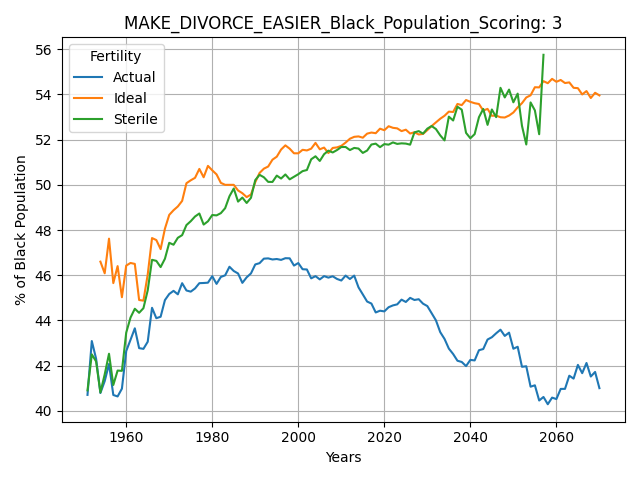 MAKE_DIVORCE_EASIER_Black_Population_Scoring: 3
Fertility
Actual
Ideal
Sterile
% of Black Population
56
54
52
50
48
46
44
42
40
1960
1980
2000
2020
2040
2060
Years